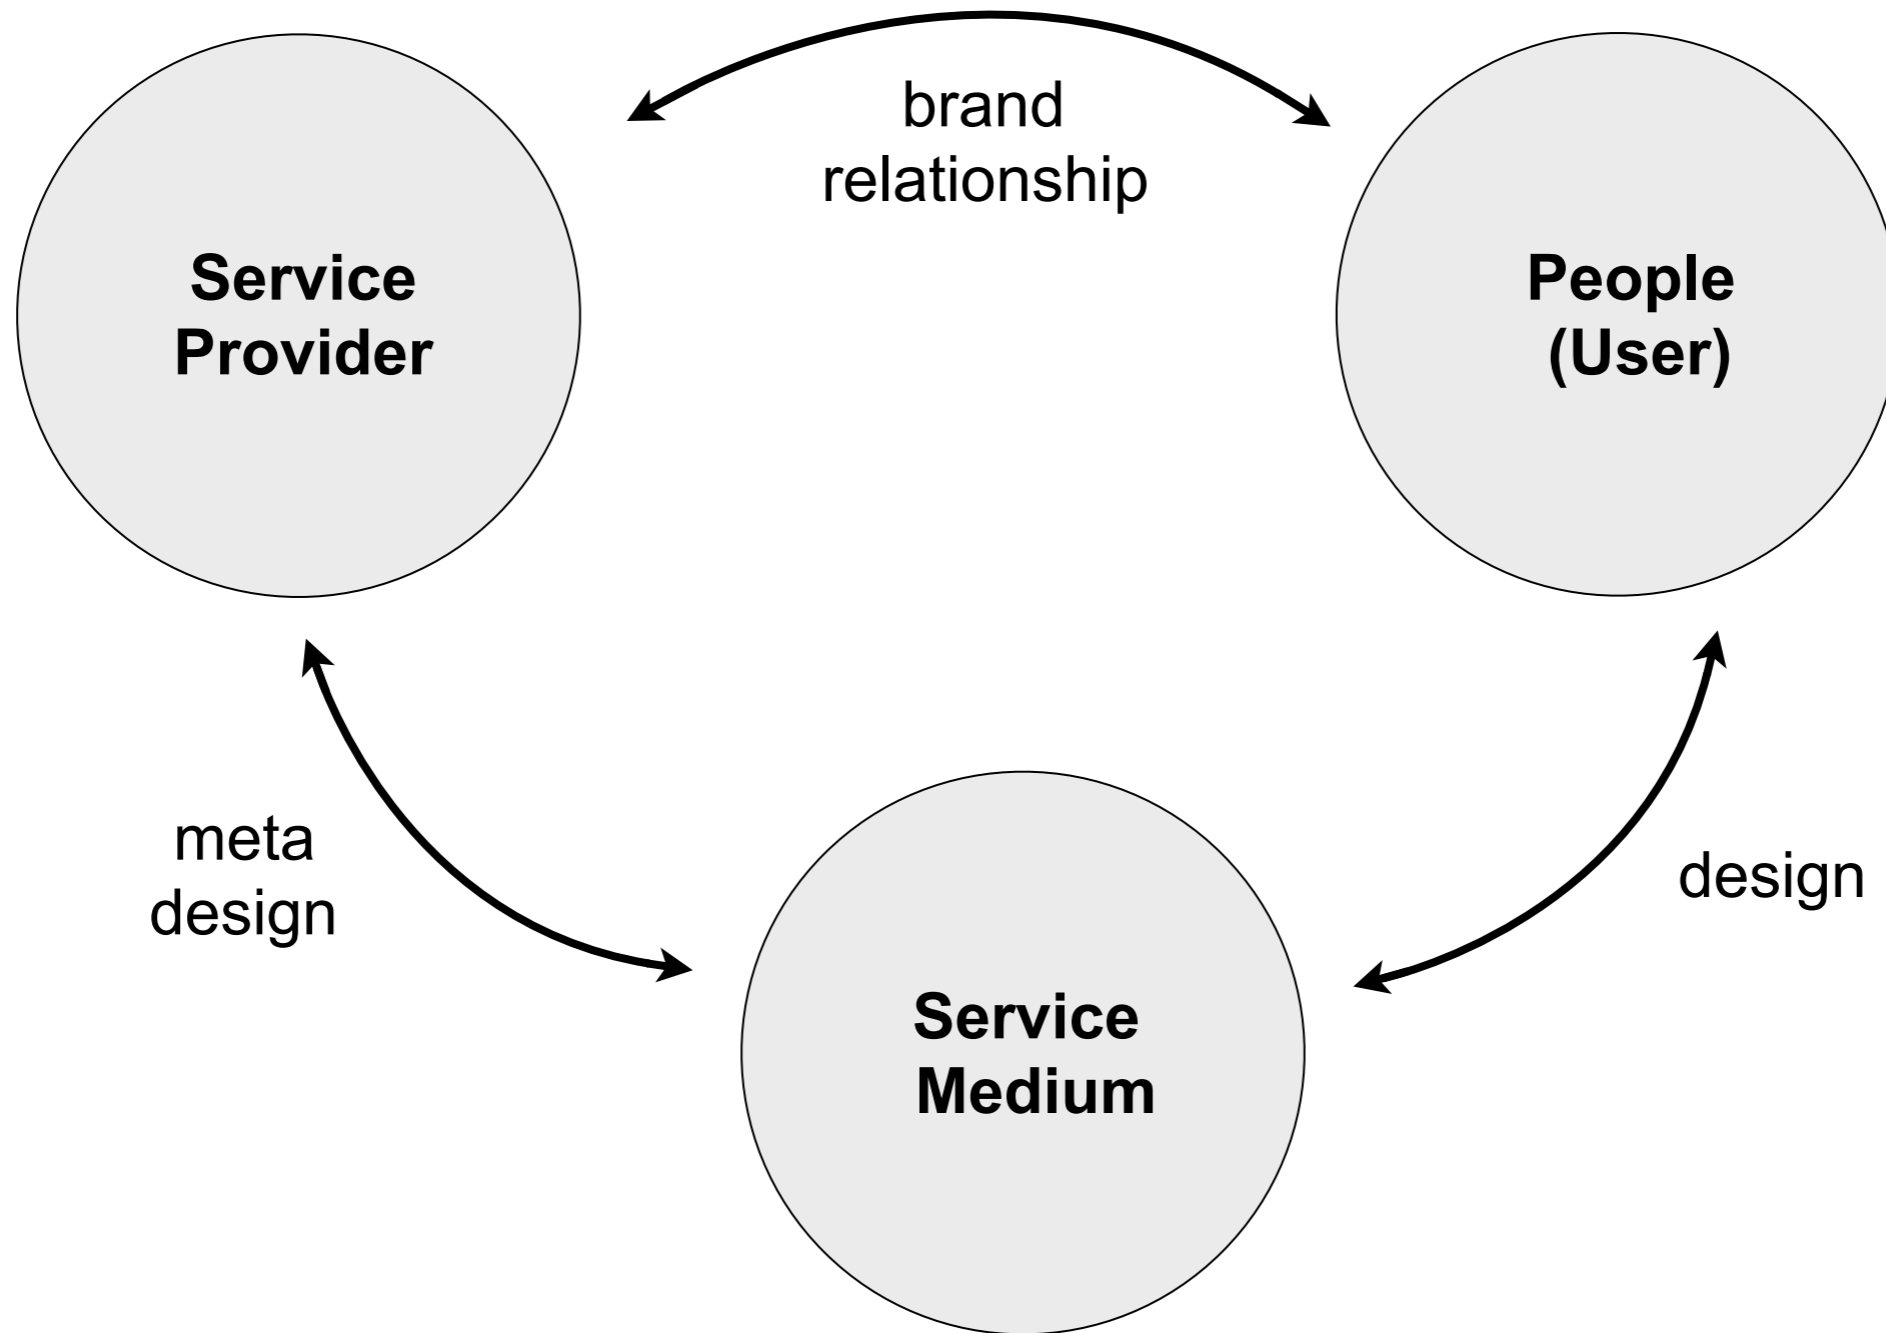 brand
relationship
Service
Provider
People
(User)
meta
design
design
Service
Medium